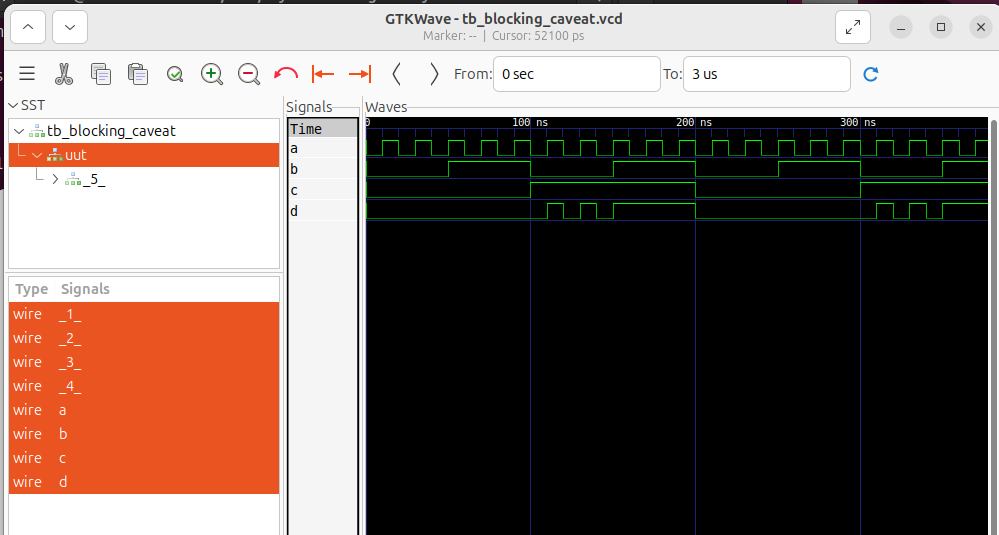 GTKWave - tb_blocking_caveat.vcd
Marker: -- | Cursor: 52100 ps
From: 0 sec To: 3 us
SST
tb_blocking_caveat
uut
_5_
Type Signals
wire _1_
wire _2_
wire _3_
wire _4_
wire a
wire b
wire c
wire d
Signals
Time
a
b
c
d
Waves
0 100 ns 200 ns 300 ns